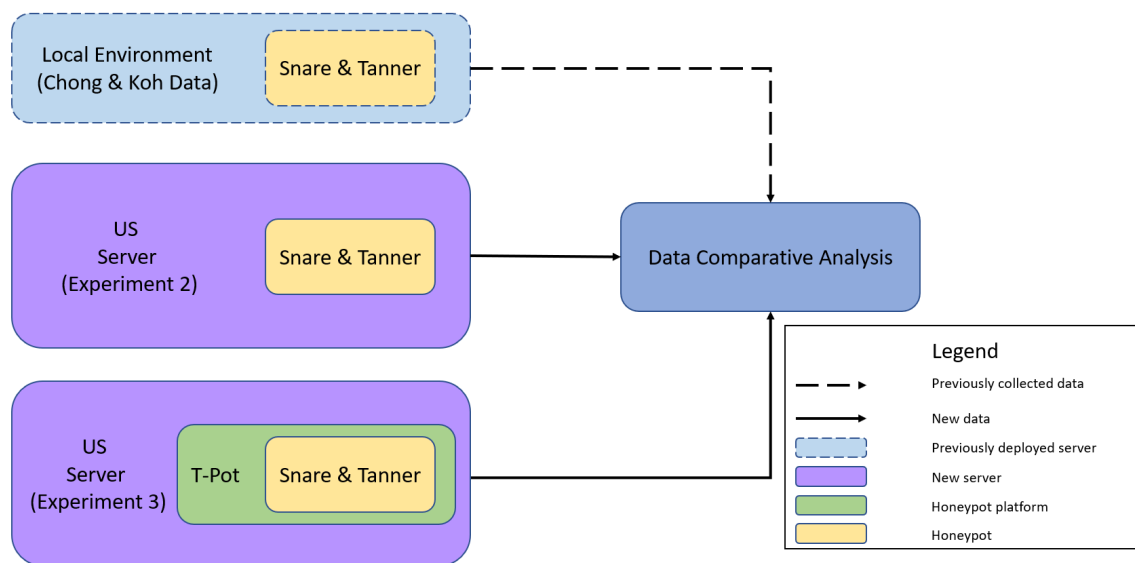 Local Environment
(Chong & Koh Data)
Snare & Tanner
US
Server
(Experiment 2)
Snare & Tanner
Data Comparative Analysis
US
Server
(Experiment 3)
T-Pot
Snare & Tanner
Legend
Previously collected data
New data
Previously deployed server
New server
Honeypot platform
Honeypot